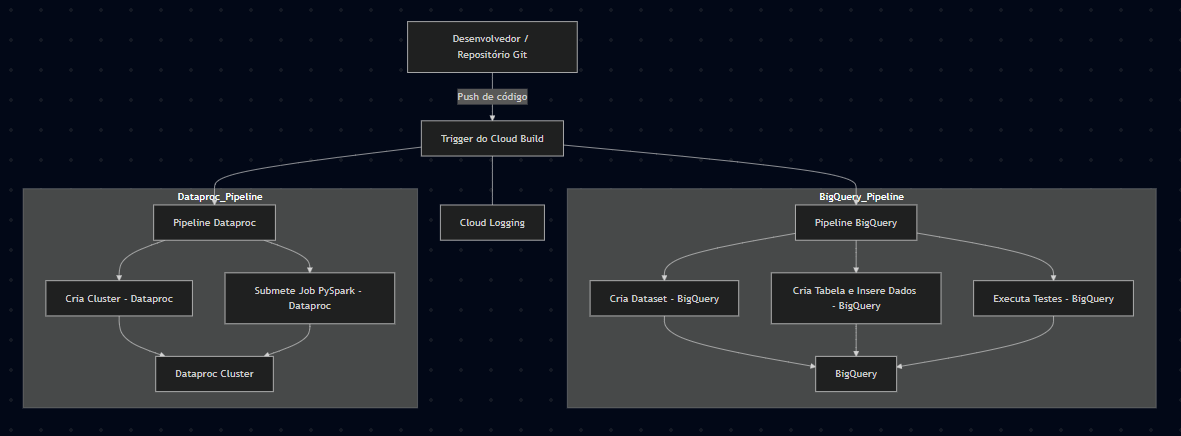 Desenvolvedor /
Repositório Git
Push de código
Trigger do Cloud Build
Dataproc_Pipeline
Pipeline Dataproc
Cria Cluster - Dataproc
Submete Job PySpark -
Dataproc
Dataproc Cluster
Cloud Logging
BigQuery_Pipeline
Pipeline BigQuery
Cria Dataset - BigQuery
Cria Tabela e Insere Dados
- BigQuery
Executa Testes - BigQuery
BigQuery